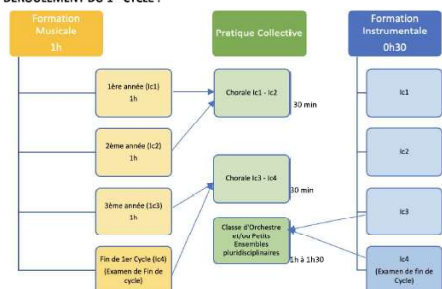 DEROULEMENT DU 1er CYCLE :
Formation
Musicale
1h
Pratique Collective
Formation
Instrumentale
0h30
1ère année (Ic1)
1h
Chorale Ic1 - Ic2
30 min
Ic1
2ème année (Ic2)
1h
Ic2
3ème année (1c3)
1h
Chorale Ic3 - Ic4
30 min
Ic3
Classe d'Orchestre
et/ou Petits
Ensembles
pluridisciplinaires
1h à 1h30
Fin de 1er Cycle (Ic4)
(Examen de Fin de
cycle)
Ic4
(Examen de fin de
Cycle)